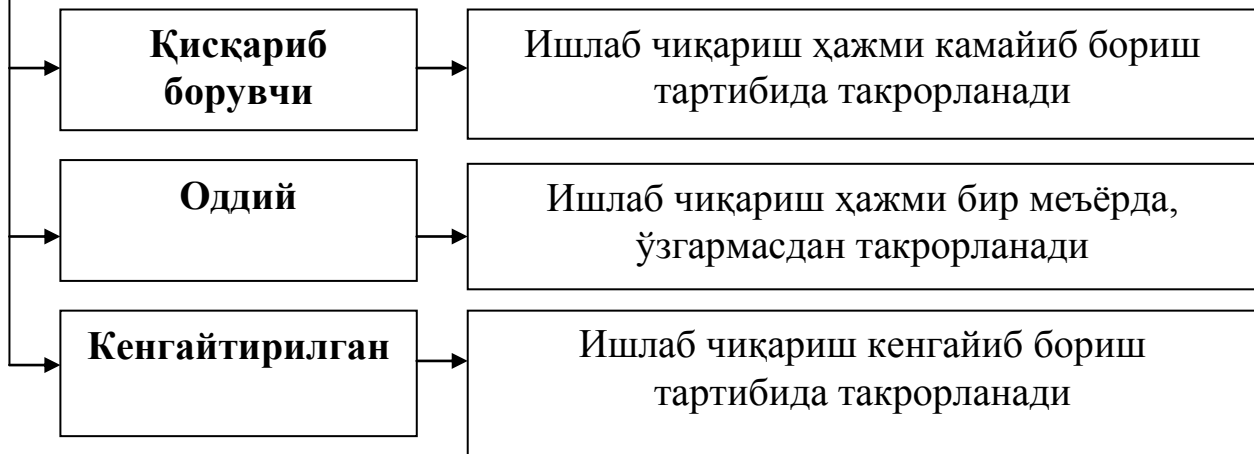 Қисқариб
борувчи
Ишлаб чиқариш ҳажми камайиб бориш
тартибида такрорланади
Оддий
Ишлаб чиқариш ҳажми бир меъёрда,
ўзгармасдан такрорланади
Кенгайтирилган
Ишлаб чиқариш кенгайиб бориш
тартибида такрорланади